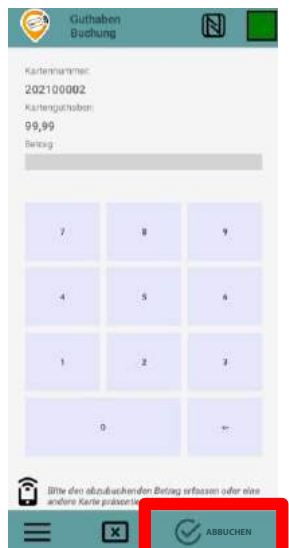 Guthaben
Buchung
Kartennummer:
202100002
Kartenguthaben:
99,99
Betrag:
7 8 9
4 5 6
1 2 3
0 ←
Bitte den abzubuchenden Betrag erfassen oder eine
andere Karte
ABBUCHEN